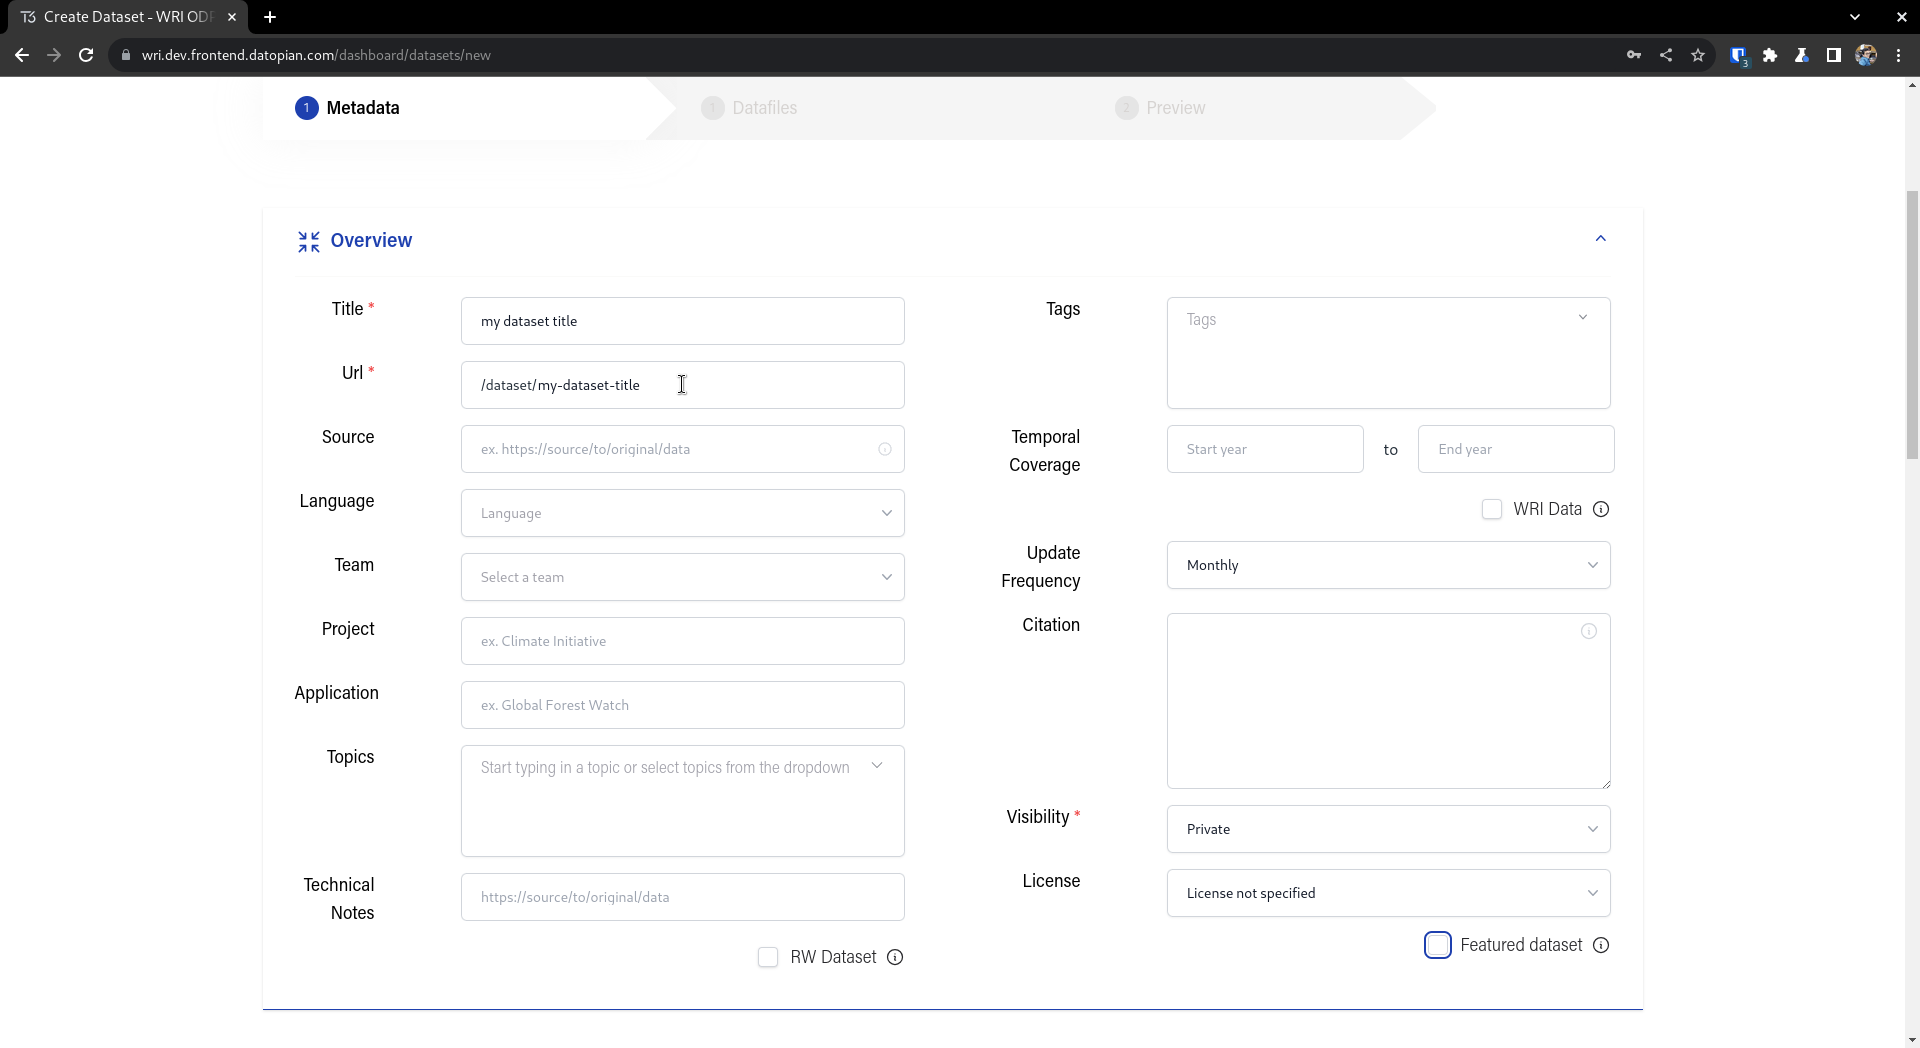 Create Dataset - WRI OD
wri.dev.frontend.datopian.com/dashboard/datasets/new
3
1 Metadata
1 Datafiles
2 Preview
Overview
Title *
my dataset title
Url *
/dataset/my-dataset-title
Source
ex. https://source/to/original/data
Language
Language
Team
Select a team
Project
ex. Climate Initiative
Application
ex. Global Forest Watch
Topics
Start typing in a topic or select topics from the dropdown
Technical
Notes
https://source/to/original/data
RW Dataset
Tags
Tags
Temporal
Coverage
Start year
to
End year
WRI Data
Update
Frequency
Monthly
Citation
Visibility *
Private
License
License not specified
Featured dataset